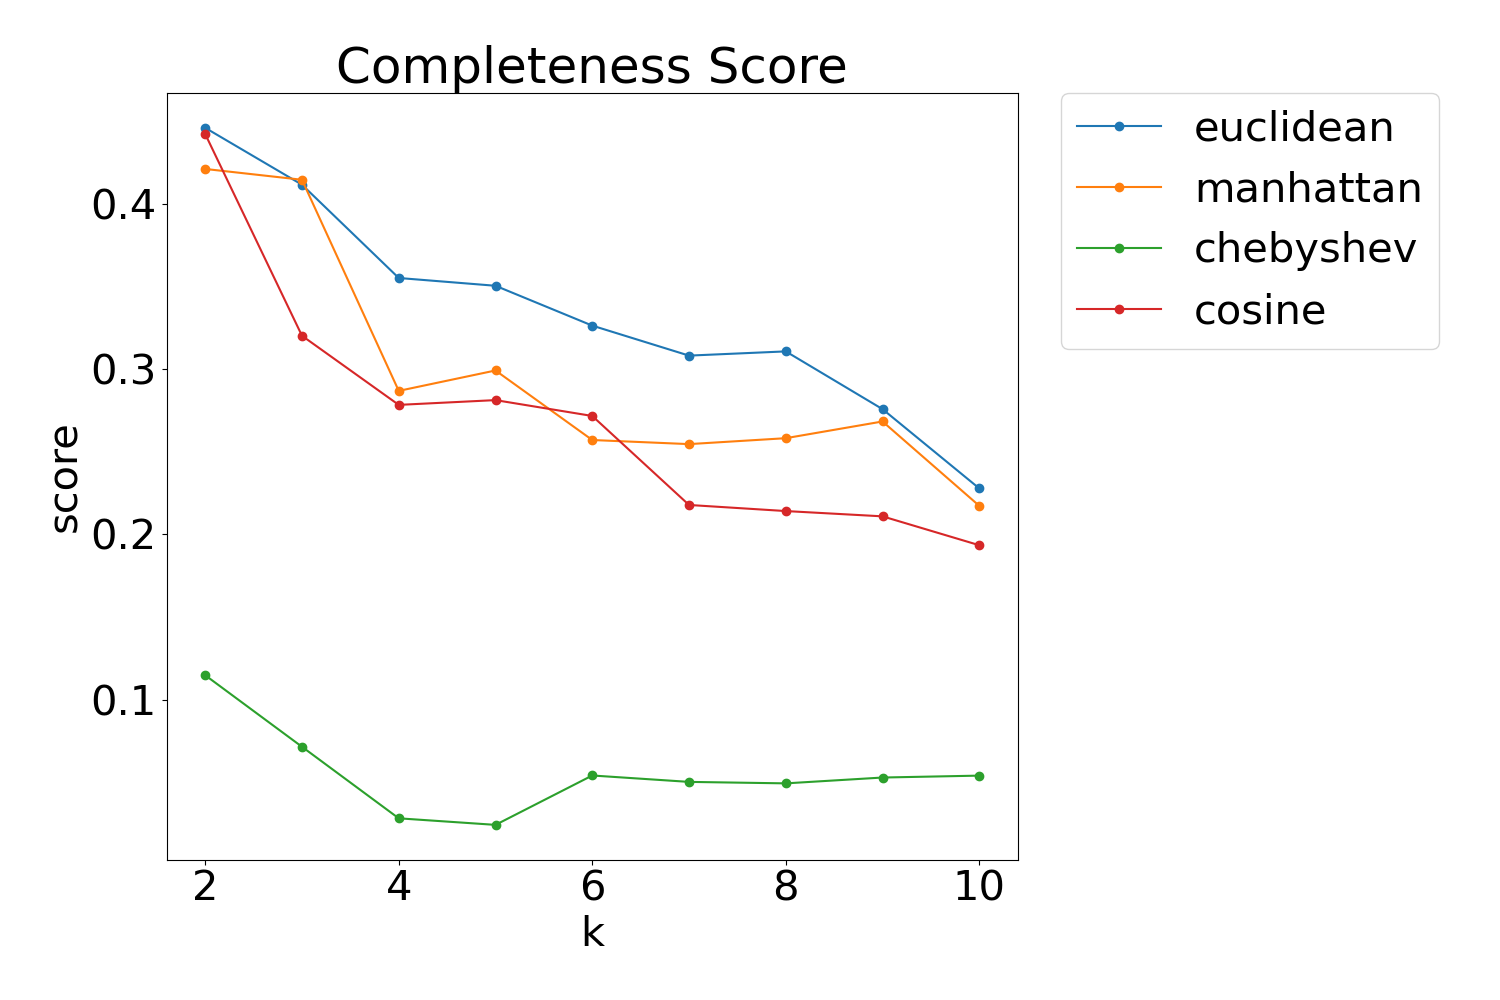 Completeness Score
euclidean
manhattan
chebyshev
cosine
score
0.4
0.3
0.2
0.1
2 4 6 8 10
k